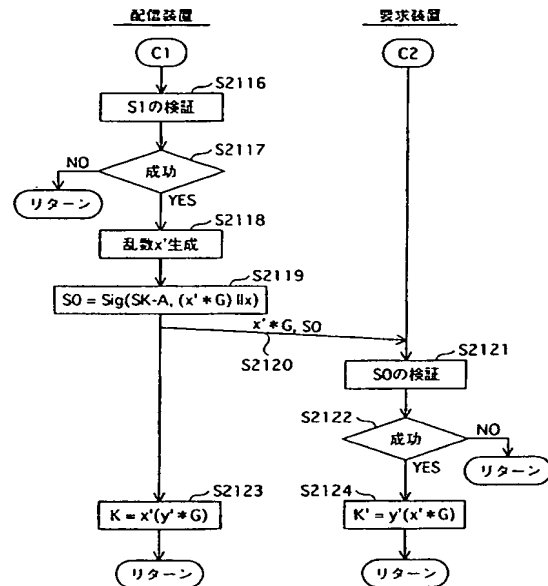 配信装置
要求装置
C1
C2
S2116
S1の検証
S2117
成功
NO
YES
リターン
S2118
乱数x'生成
S2119
S0 = Sig(SK-A, (x' * G) llx)
x' * G, S0
S2120
S2121
S0の検証
S2122
成功
NO
YES
リターン
S2123
K = x'(y' * G)
S2124
K' = y'(x' * G)
リターン
リターン